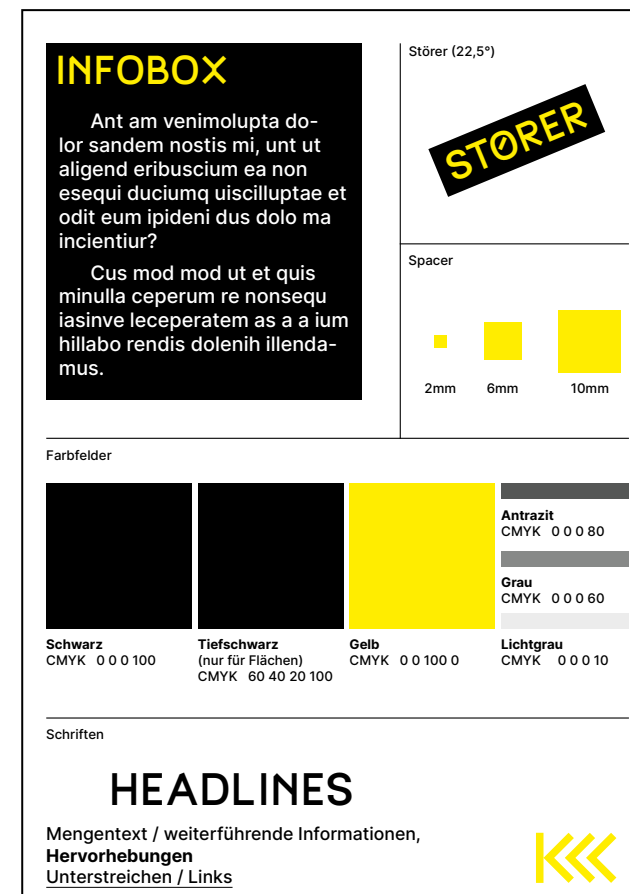 INFOBOX
Ant am venimolupta do-
lor sandem nostis mi, unt ut
aligend eribuscium ea non
esequi duciumq uiscilluptae et
odit eum ipideni dus dolo ma
incientiur?
Cus mod mod ut et quis
minulla ceperum re nonsequ
iasinve leceperatem as a a ium
hillabo rendis dolenih illenda-
mus.
Störer (22,5°)
STØRER
Spacer
2mm
6mm
10mm
Farbfelder
Schwarz
CMYK 0 0 0 100
Tiefschwarz
(nur für Flächen)
CMYK 60 40 20 100
Gelb
CMYK 0 0 100 0
Antrazit
CMYK 0 0 0 80
Grau
CMYK 0 0 0 60
Lichtgrau
CMYK 0 0 0 10
Schriften
HEADLINES
Mengentext / weiterführende Informationen,
Hervorhebungen
Unterstreichen / Links